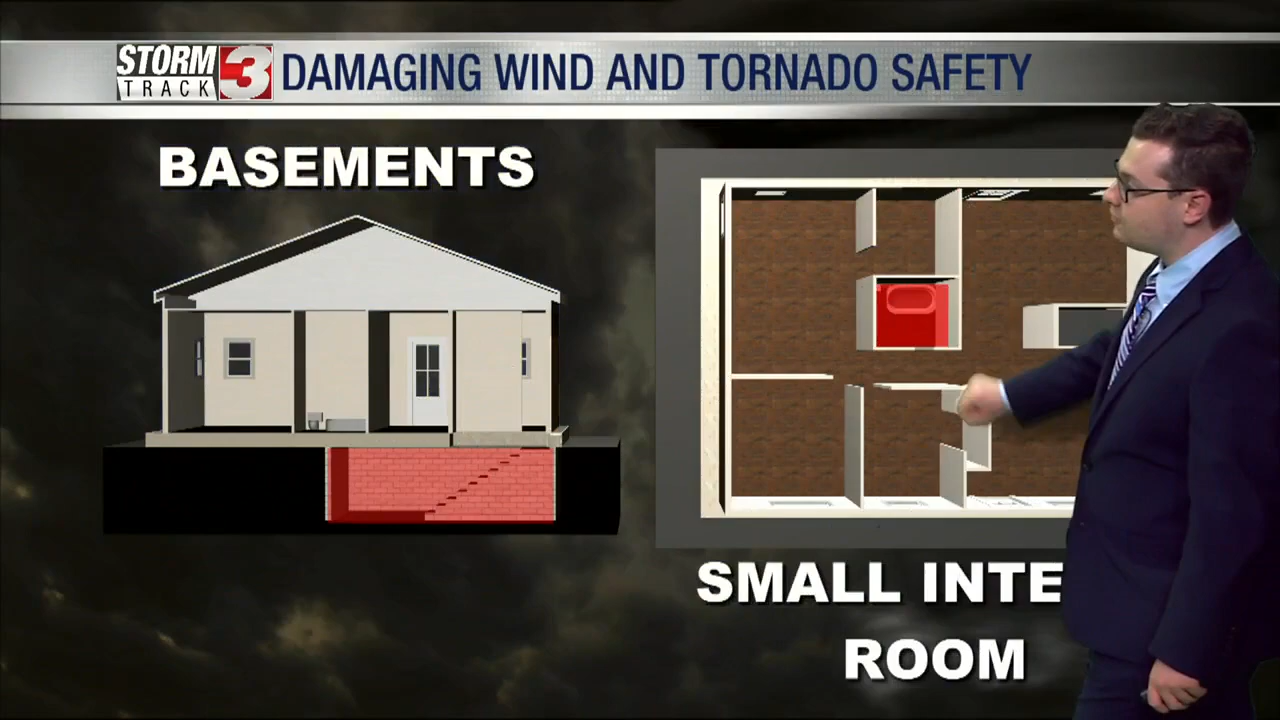 STORM
TRACK 3
DAMAGING WIND AND TORNADO SAFETY
BASEMENTS
SMALL INTE
ROOM